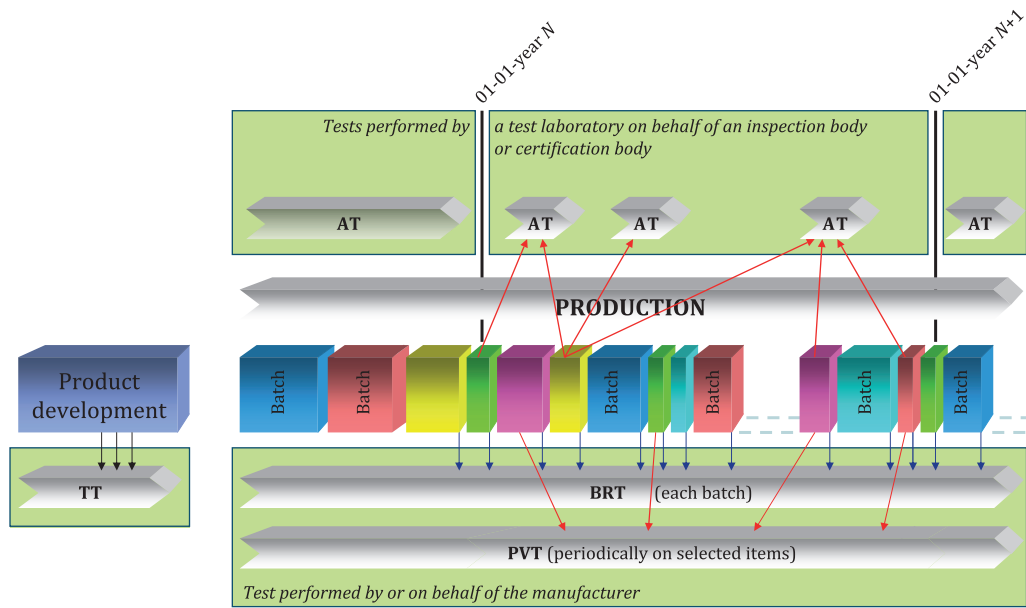 01-01-year N
01-01-year N+1
Tests performed by
a test laboratory on behalf of an inspection body
or certification body
AT
AT
AT
AT
AT
PRODUCTION
Product
development
Batch
Batch
Batch
Batch
Batch
Batch
TT
BRT (each batch)
PVT (periodically on selected items)
Test performed by or on behalf of the manufacturer